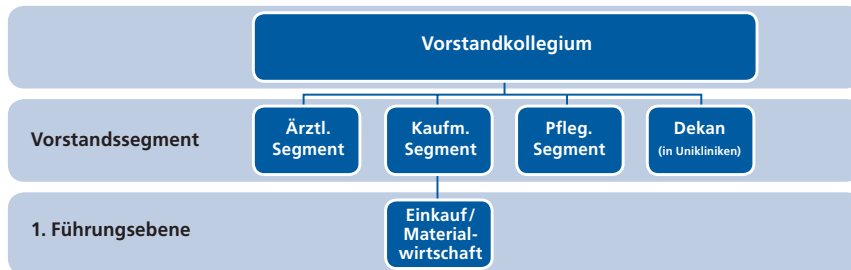 Vorstandkollegium
Vorstandssegment
Ärztl.
Segment
Kaufm.
Segment
Pfleg.
Segment
Dekan
(in Unikliniken)
1. Führungsebene
Einkauf/
Material-
wirtschaft